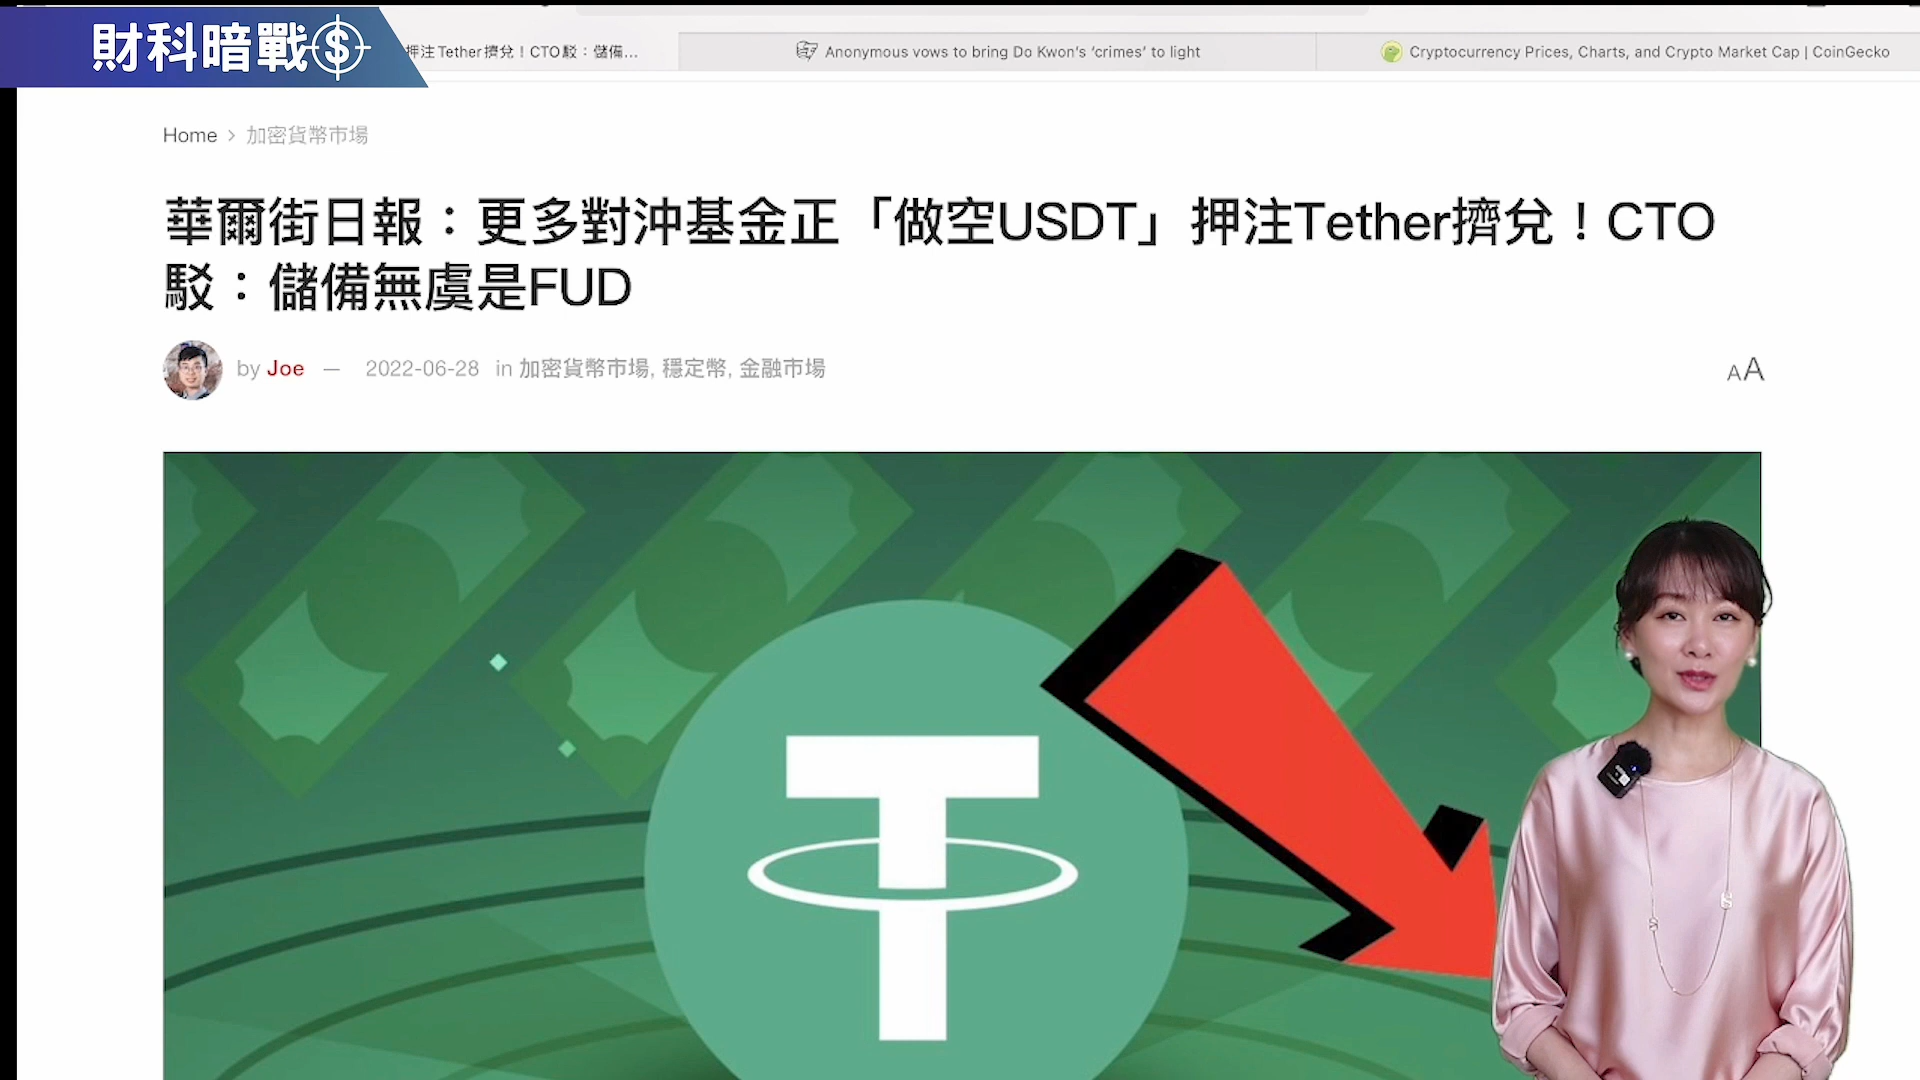 財科暗戰
押注Tether擠兌！CTO駁：儲備...
Anonymous vows to bring Do Kwon's ‘crimes’ to light
Cryptocurrency Prices, Charts, and Crypto Market Cap | CoinGecko
Home > 加密貨幣市場
華爾街日報：更多對沖基金正「做空USDT」押注Tether擠兌！CTO
駁：儲備無虞是FUD
by Joe — 2022-06-28 in 加密貨幣市場, 穩定幣, 金融市場
AA